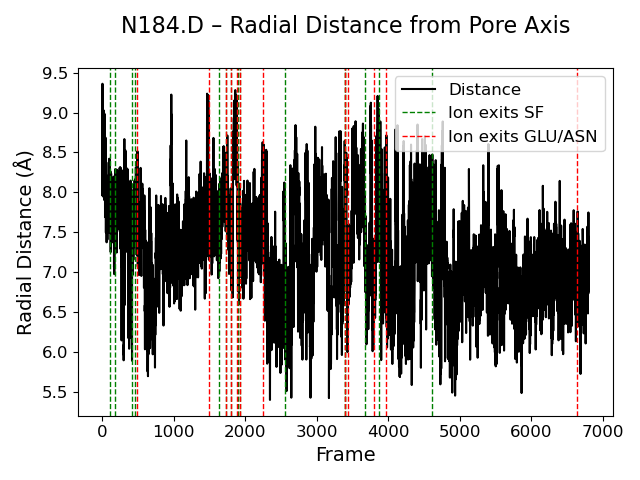 N184.D – Radial Distance from Pore Axis
9.5
9.0
8.5
8.0
7.5
7.0
6.5
6.0
5.5
Radial Distance (Å)
Distance
Ion exits SF
Ion exits GLU/ASN
0
1000
2000
3000
4000
5000
6000
7000
Frame